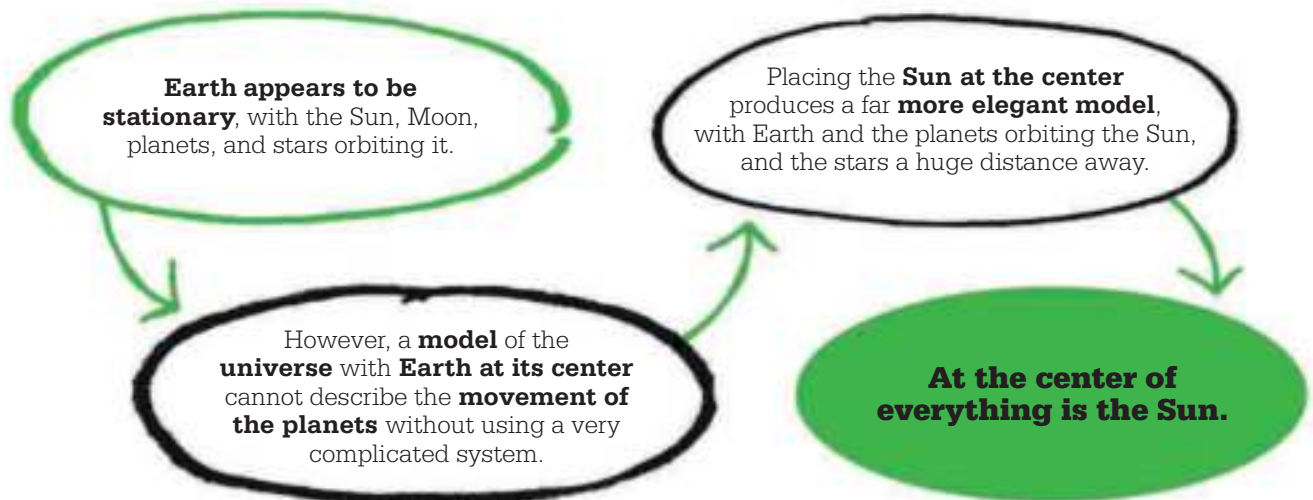 Earth appears to be
stationary, with the Sun, Moon,
planets, and stars orbiting it.
However, a model of the
universe with Earth at its center
cannot describe the movement of
the planets without using a very
complicated system.
Placing the Sun at the center
produces a far more elegant model,
with Earth and the planets orbiting the Sun,
and the stars a huge distance away.
At the center of
everything is the Sun.